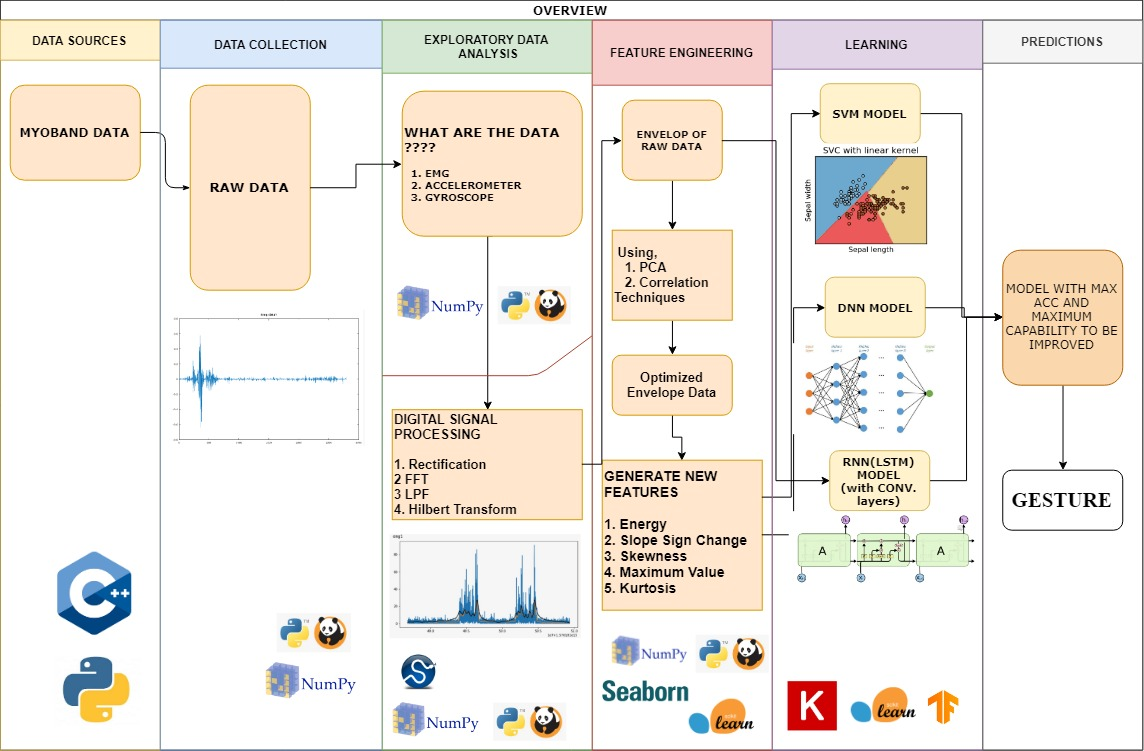 OVERVIEW
DATA SOURCES
DATA COLLECTION
EXPLORATORY DATA
ANALYSIS
FEATURE ENGINEERING
LEARNING
PREDICTIONS
MYOBAND DATA
RAW DATA
WHAT ARE THE DATA
????
1. EMG
2. ACCELEROMETER
3. GYROSCOPE
NumPy
DIGITAL SIGNAL
PROCESSING
1. Rectification
2 FFT
3 LPF
4. Hilbert Transform
emg1
NumPy
NumPy
C++
ENVELOP OF
RAW DATA
Using,
1. PCA
2. Correlation
Techniques
Optimized
Envelope Data
GENERATE NEW
FEATURES
1. Energy
2. Slope Sign Change
3. Skewness
4. Maximum Value
5. Kurtosis
NumPy
Seaborn
learn
SVM MODEL
SVC with linear kernel
Sepal width
Sepal length
DNN MODEL
RNN(LSTM)
MODEL
(with CONV.
layers)
A
A
K
learn
MODEL WITH MAX
ACC AND
MAXIMUM
CAPABILITY TO BE
IMPROVED
GESTURE